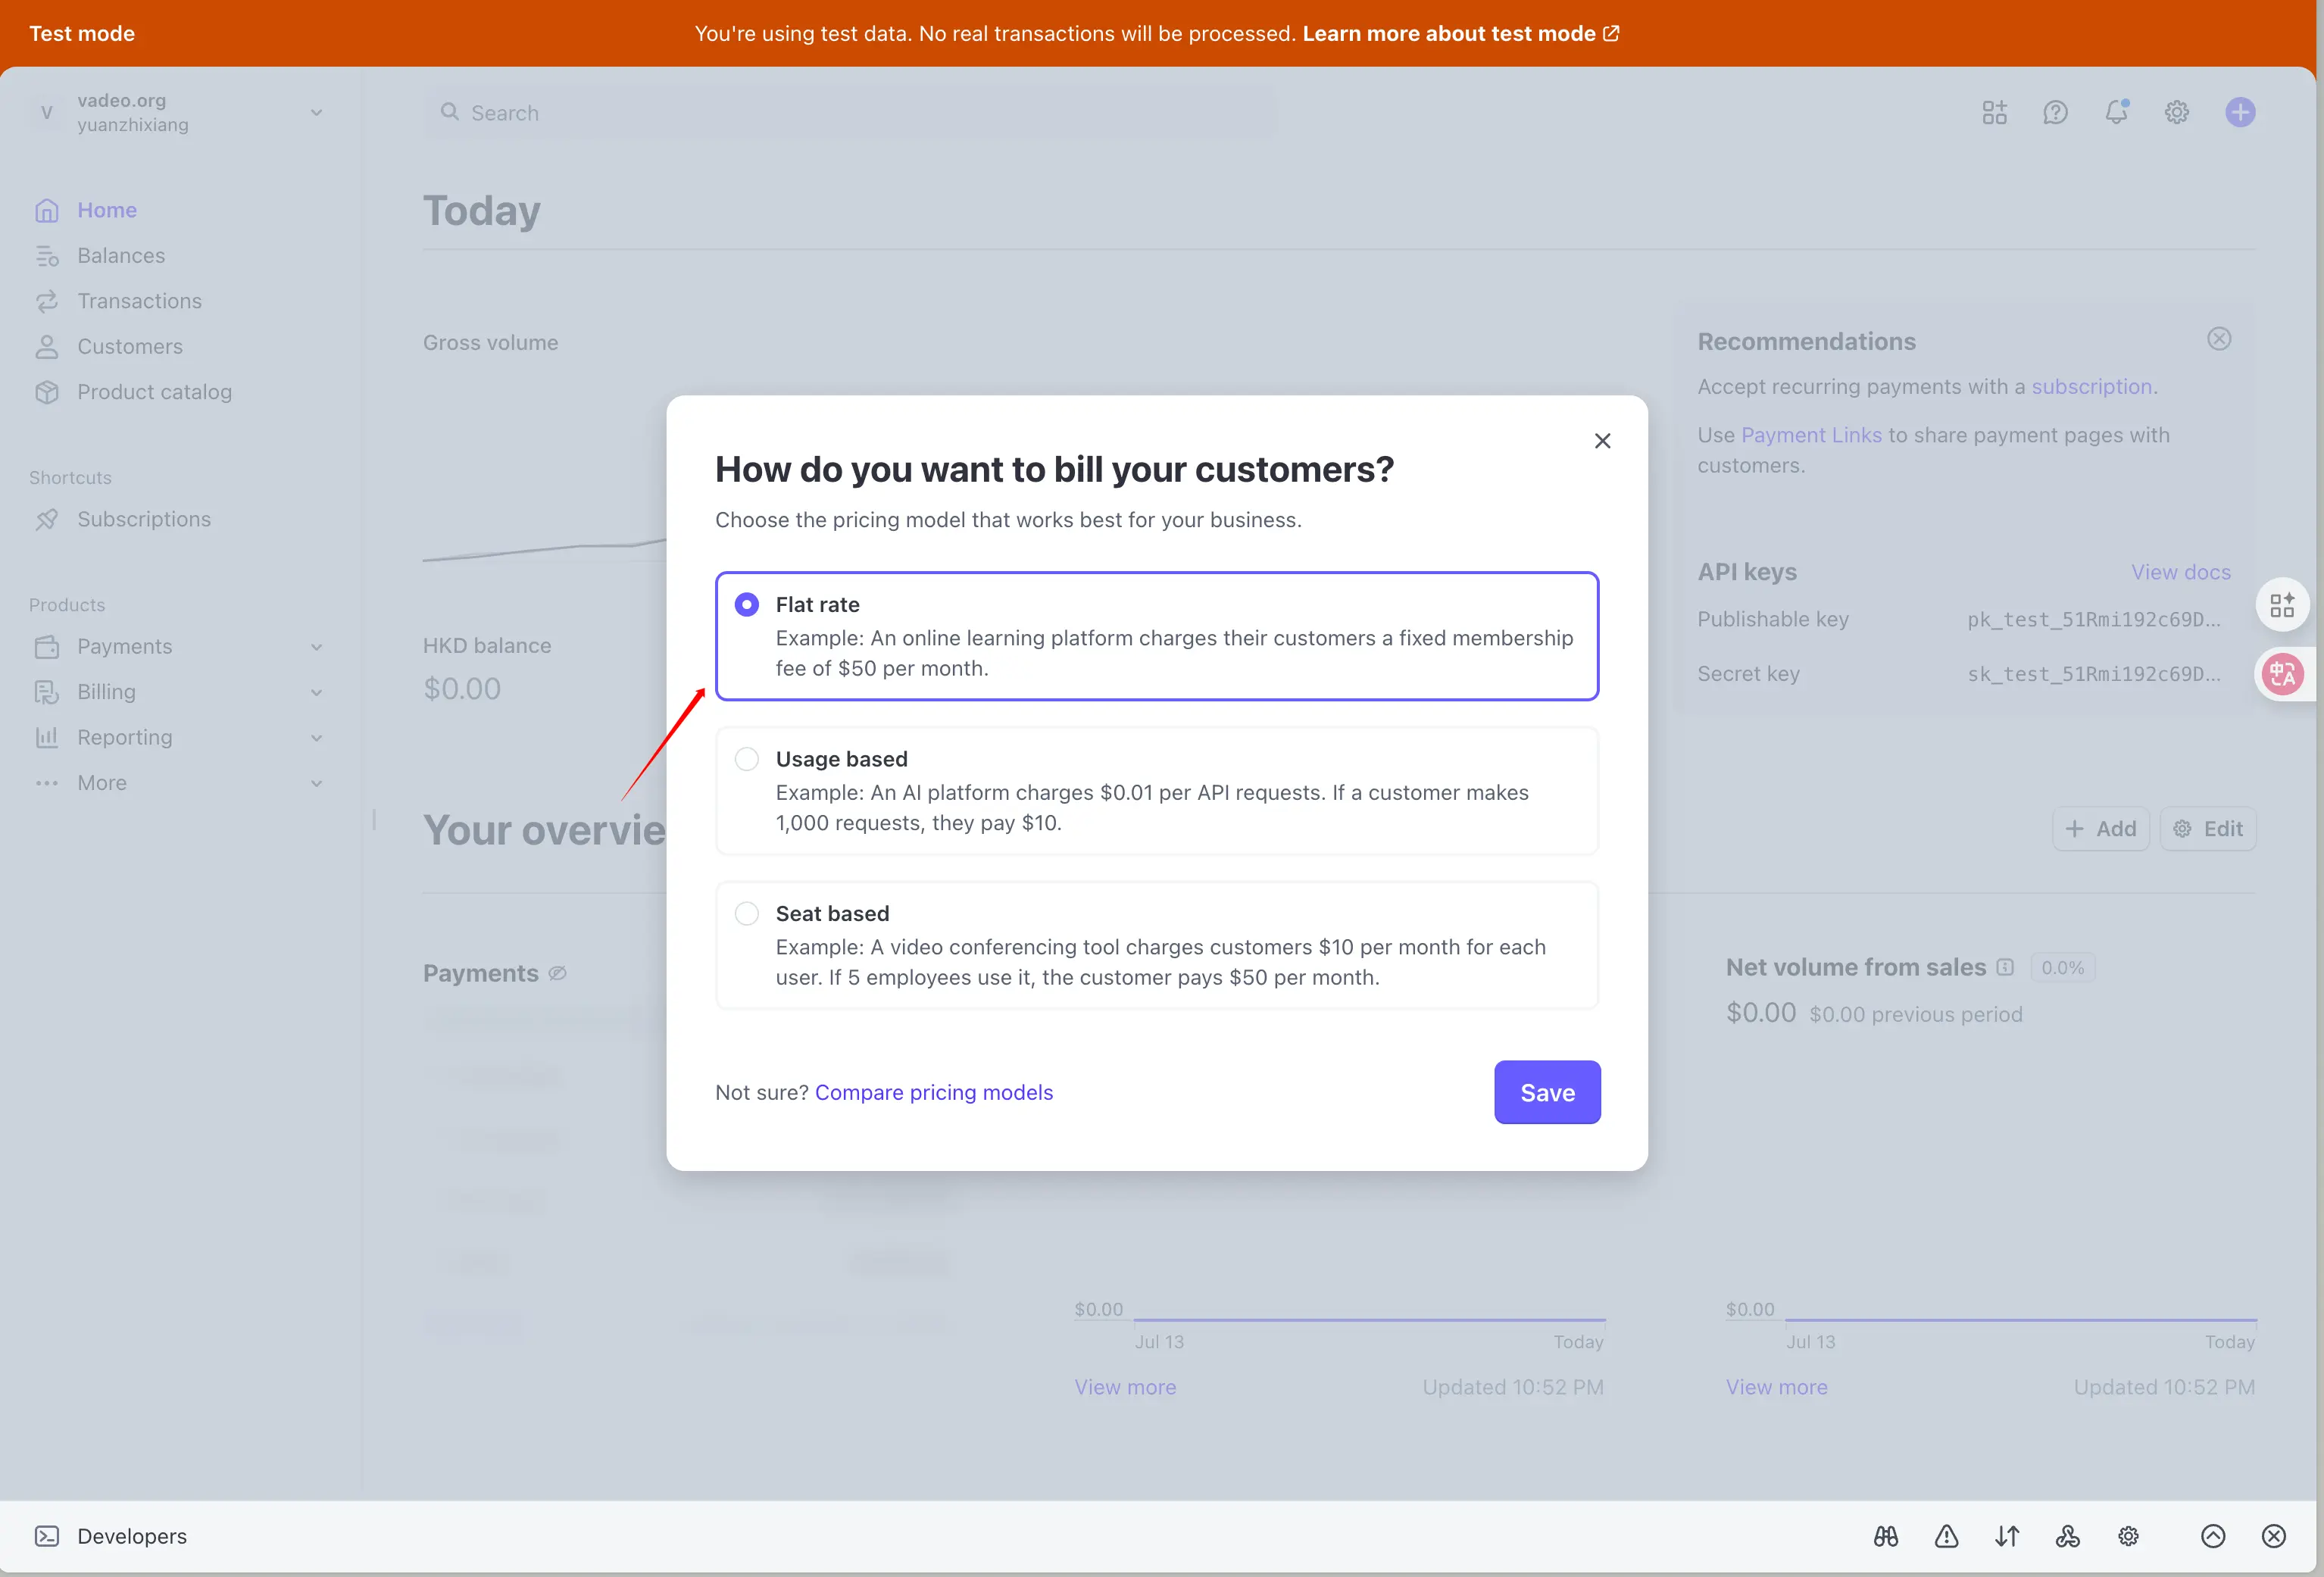 Test mode
You're using test data. No real transactions will be processed. Learn more about test mode
V
vadeo.org
yuanzhixiang
Search
Home
Balances
Transactions
Customers
Product catalog
Shortcuts
Subscriptions
Products
Payments
Billing
Reporting
More
Today
Gross volume
HKD balance
$0.00
Recommendations
Accept recurring payments with a subscription.
Use Payment Links to share payment pages with
customers.
API keys
View docs
Publishable key
pk_test_51Rmi192c69D...
Secret key
sk_test_51Rmi192c69D...
How do you want to bill your customers?
Choose the pricing model that works best for your business.
Flat rate
Example: An online learning platform charges their customers a fixed membership
fee of $50 per month.
Usage based
Example: An AI platform charges $0.01 per API requests. If a customer makes
1,000 requests, they pay $10.
Seat based
Example: A video conferencing tool charges customers $10 per month for each
user. If 5 employees use it, the customer pays $50 per month.
Not sure? Compare pricing models
Save
Your overvie
Add
Edit
Payments
Net volume from sales
0.0%
$0.00
$0.00 previous period
$0.00
Jul 13
Today
View more
Updated 10:52 PM
$0.00
Jul 13
Today
View more
Updated 10:52 PM
Developers